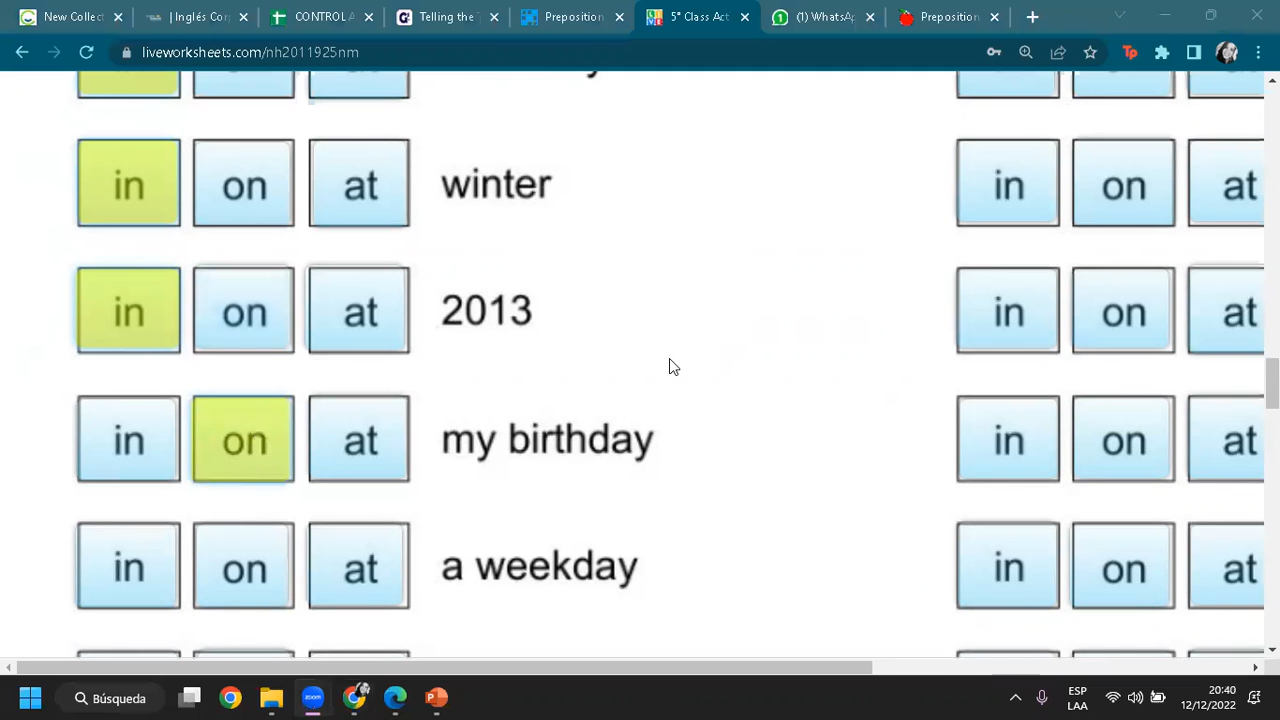 New Collect
| Inglés Cor
CONTROL A
Telling the
Preposition
5° Class Act
(1) WhatsAp
Preposition
liveworksheets.com/nh2011925nm
in on at winter in on at
in on at 2013 in on at
in on at my birthday in on at
in on at a weekday in on at
Búsqueda
ESP
LAA
20:40
12/12/2022